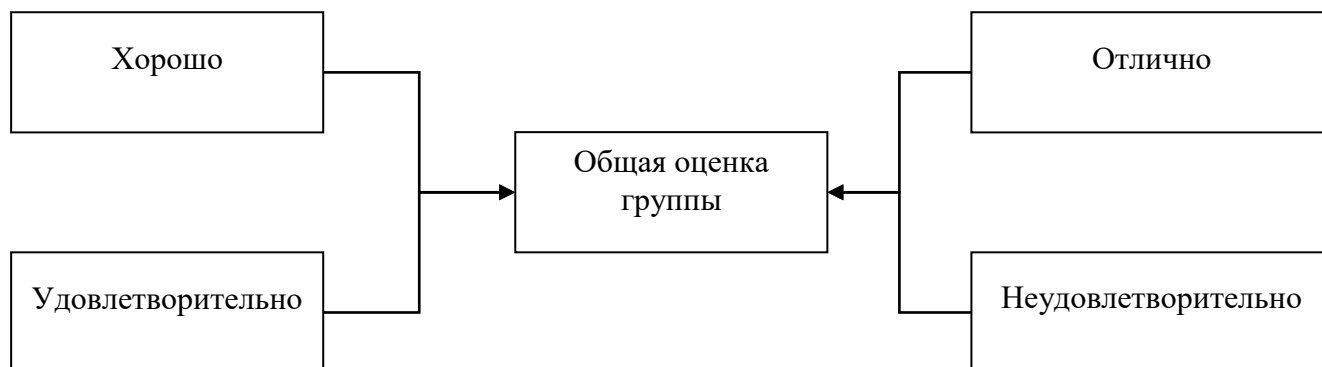 Хорошо
Отлично
Общая оценка
группы
Удовлетворительно
Неудовлетворительно